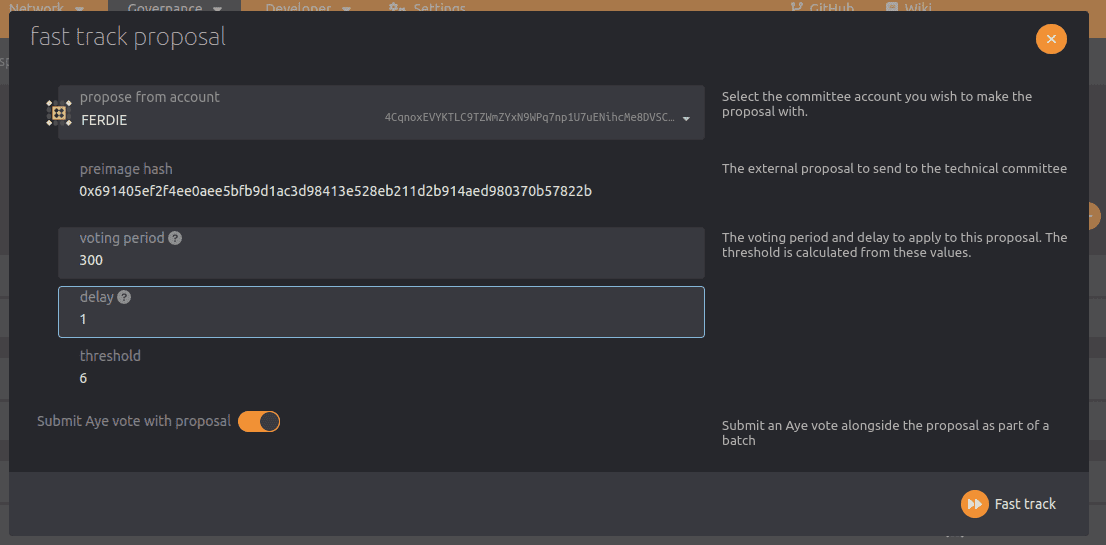 Network Governance Developer Settings GitHub Wiki
fast track proposal
propose from account
FERDIE 4CqnoxEVYKTLC9TZWmZYxN9WPq7np1U7uENihcMe8DVSC…
Select the committee account you wish to make the
proposal with.
preimage hash
0x691405ef2f4ee0aee5bfb9d1ac3d98413e528eb211d2b914aed980370b57822b
The external proposal to send to the technical committee
voting period ?
300
The voting period and delay to apply to this proposal. The
threshold is calculated from these values.
delay ?
1
threshold
6
Submit Aye vote with proposal
Submit an Aye vote alongside the proposal as part of a
batch
Fast track